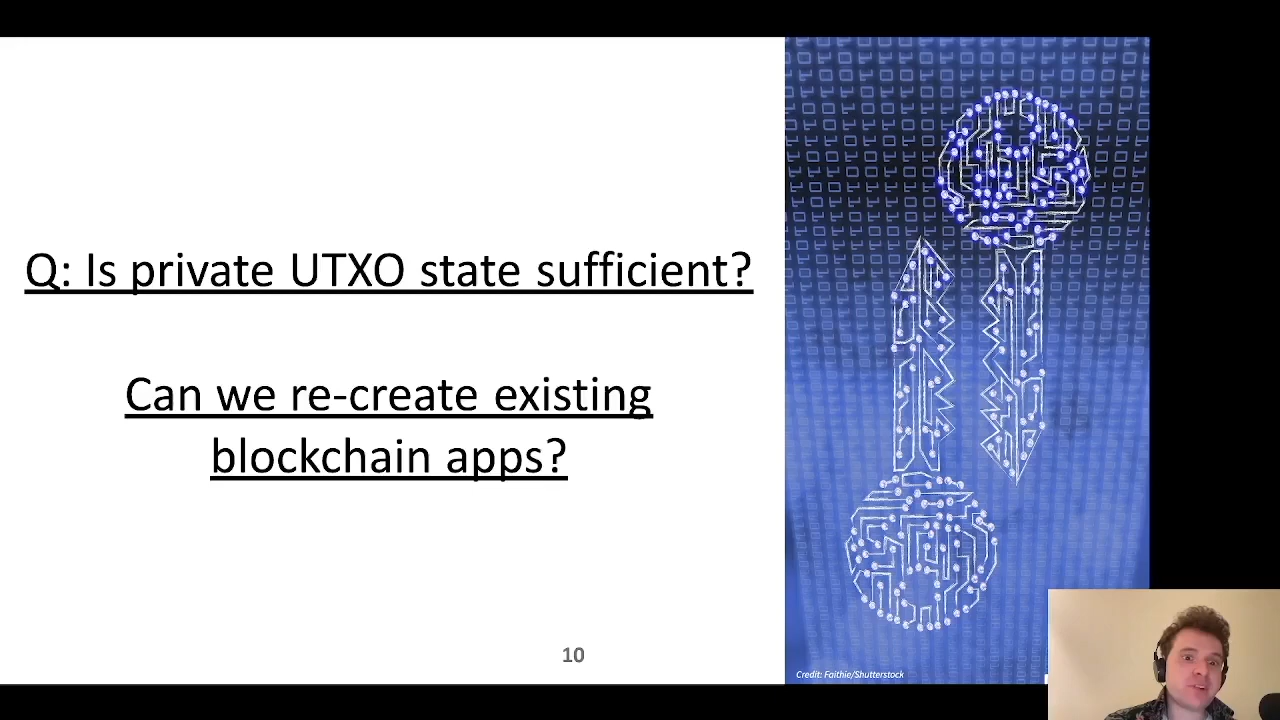 Q: Is private UTXO state sufficient?
Can we re-create existing
blockchain apps?
10
Credit: Faithie/Shutterstock